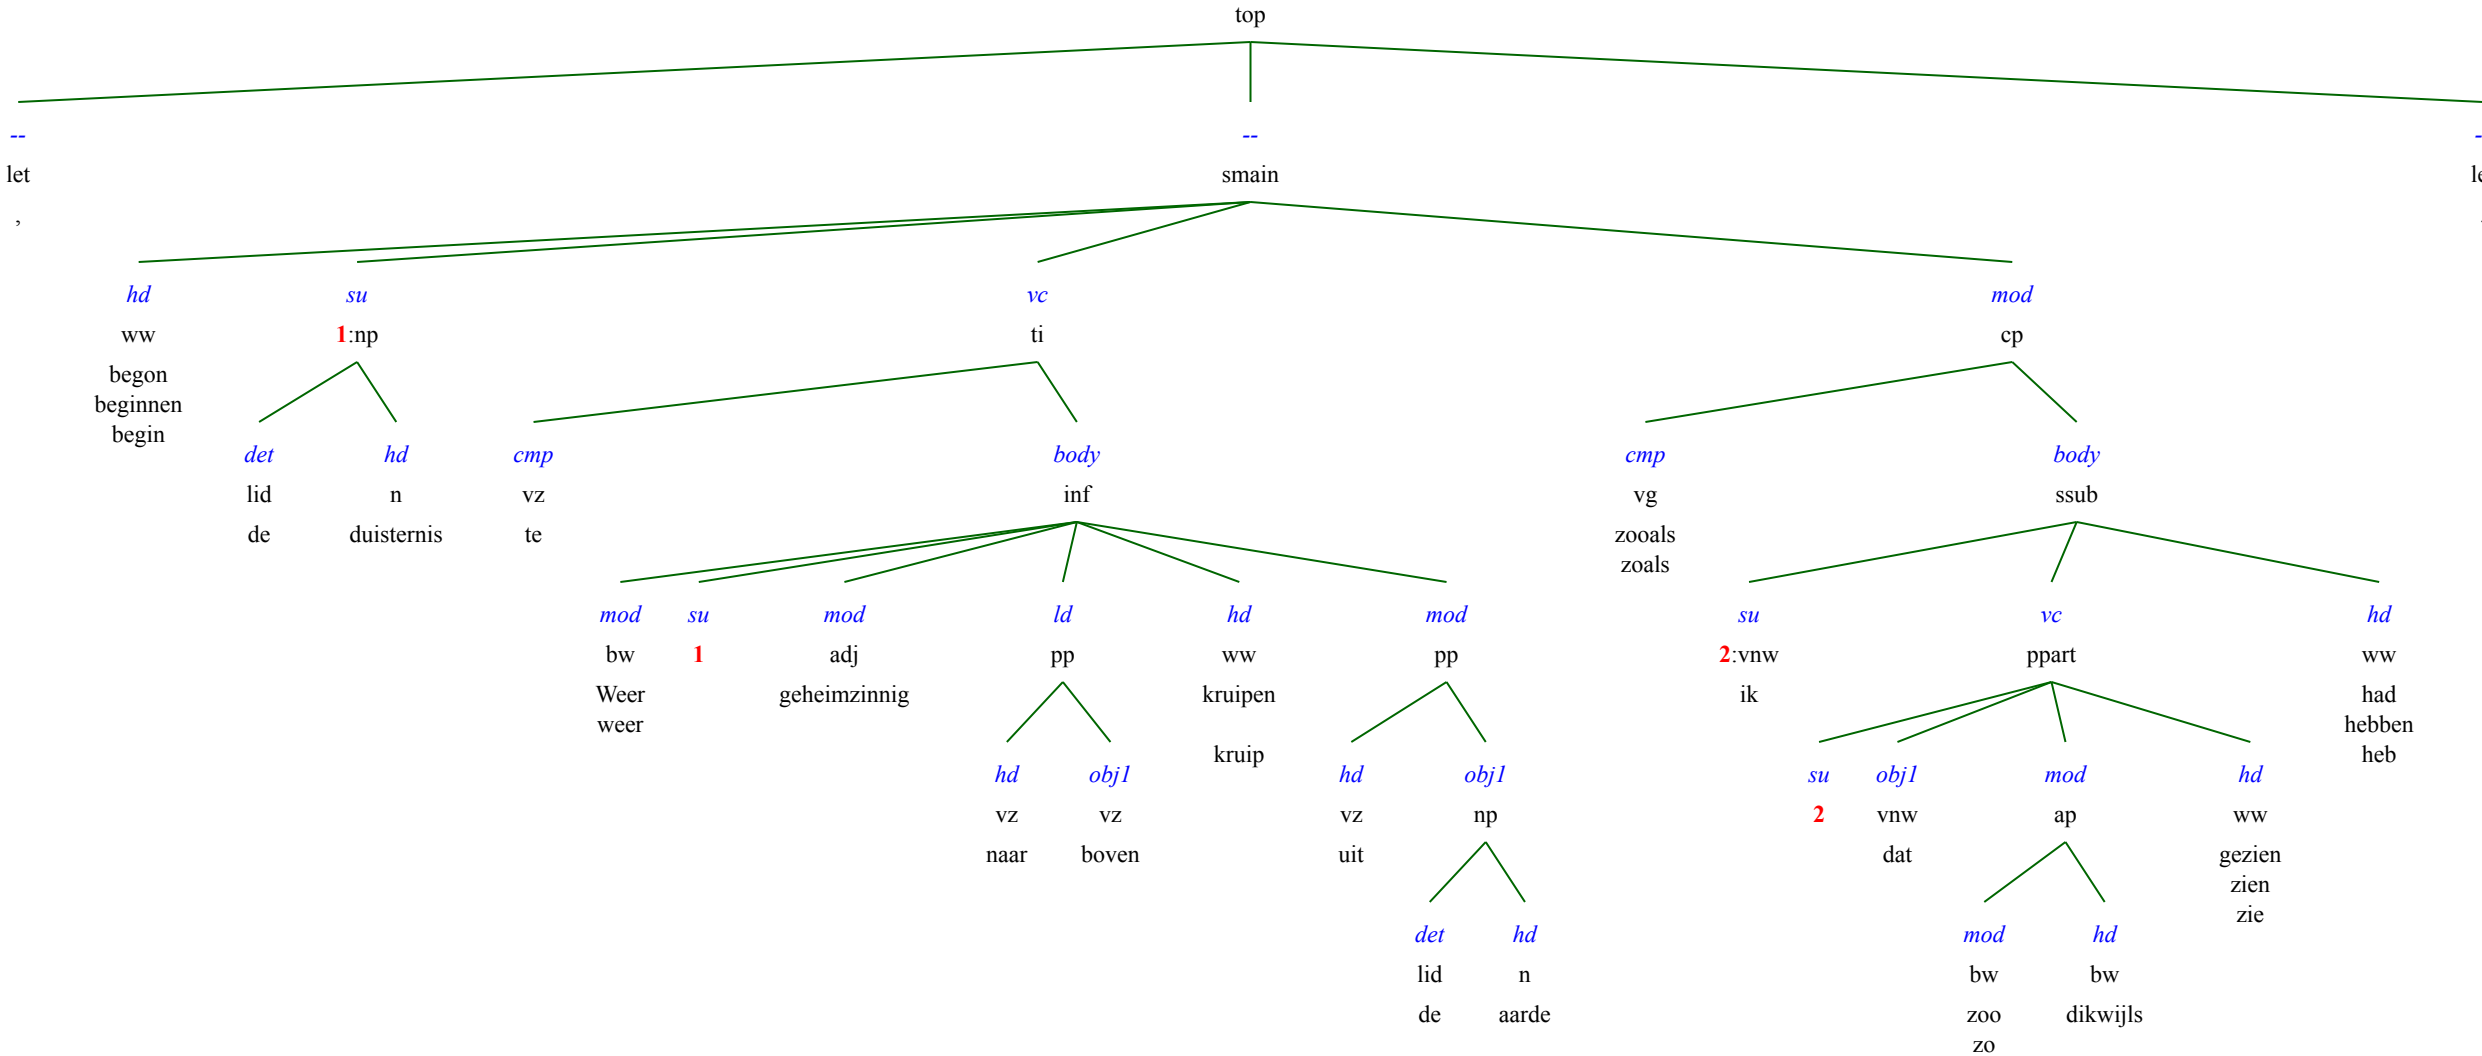 top
-- -- -
let smain le
,
hd su vc mod
ww 1:np ti cp
begon
beginnen
begin
det hd cmp body cmp body
lid n vz inf vg ssub
de duisternis te zooals
zoals
mod su mod ld hd mod su vc hd
bw 1 adj pp ww pp 2:vnw ppart ww
Weer geheimzinnig kruipen ik had
weer hebben
kruip heb
hd obj1 hd obj1 su obj1 mod hd
vz vz vz np 2 vnw ap ww
naar boven uit dat gezien
zien
zie
det hd mod hd
lid n bw bw
de aarde zoo dikwijls
zo